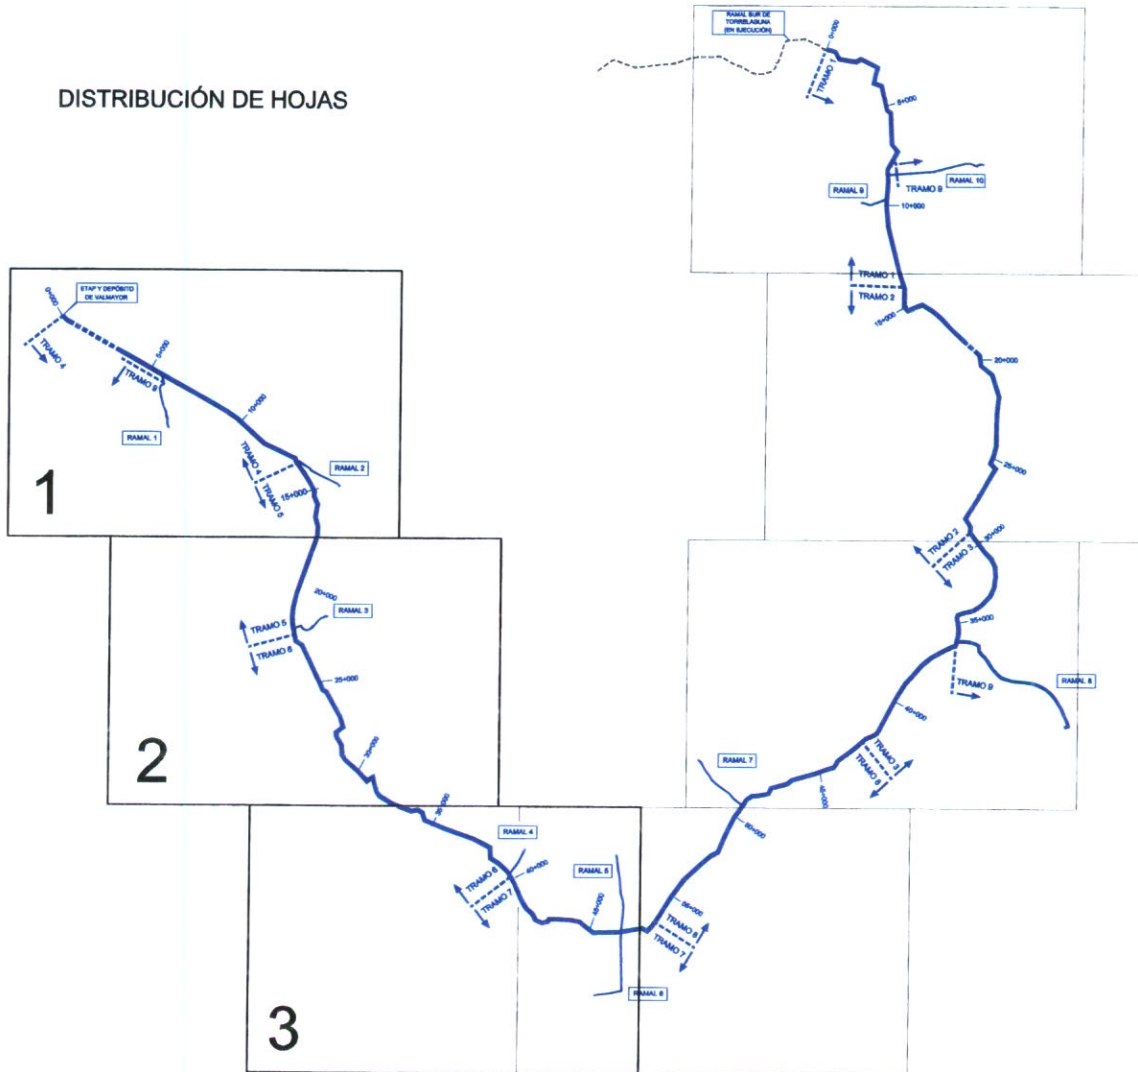 DISTRIBUCIÓN DE HOJAS
RAMAL SUR DE
TORRELAGUNA
(EN EJECUCIÓN)
0+000
TRAMO 1
5+000
RAMAL 10
TRAMO 9
RAMAL 9
10+000
TRAMO 1
TRAMO 2
15+000
20+000
25+000
TRAMO 2
TRAMO 3
30+000
35+000
RAMAL 8
TRAMO 9
40+000
TRAMO 3
TRAMO 8
45+000
RAMAL 7
50+000
55+000
TRAMO 8
TRAMO 7
ETAP Y DEPÓSITO
DE VALMAYOR
0+000
TRAMO 4
5+000
TRAMO 9
RAMAL 1
10+000
TRAMO 4
TRAMO 5
RAMAL 2
15+000
1
20+000
RAMAL 3
TRAMO 5
TRAMO 6
25+000
30+000
2
35+000
RAMAL 4
TRAMO 6
TRAMO 7
40+000
RAMAL 5
45+000
RAMAL 6
3